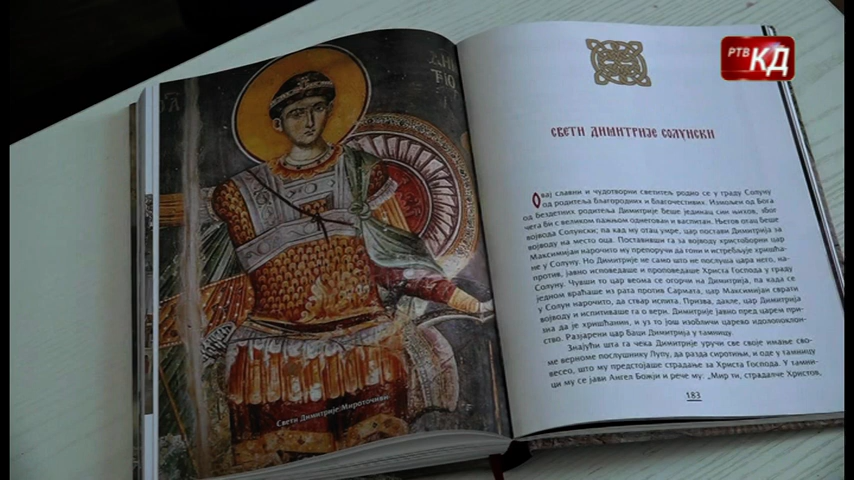 РТВ КД
СВЕТИ ДИМИТРИЈЕ СОЛУНСКИ
Овај славни и чудотворни светитељ родио се у граду Солуну
од родитеља благородних и благочестивих. Измољен од Бога
од бездетних родитеља Димитрије беше јединац син њихов, због
чега би с великом пажњом однегован и васпитан. Његов отац беше
војвода Солунски; па кад му отац умре, цар постави Димитрија за
војводу на место оца. Поставивши га за војводу христоборни цар
Максимијан нарочито му препоручи да гони и истребљује хришћа-
не у Солуну. Но Димитрије не само што не послуша цара него, на-
против, јавно исповедаше и проповедаше Христа Господа у граду
Солуну. Чувши то цар веома се огорчи на Димитрија, па када се
једном враћаше из рата против Сармата, цар Максимијан сврати
у Солун нарочито, да ствар испита. Призва, дакле, цар Димитрија
војводу и испитиваше га о вери. Димитрије јавно пред царем при-
зна да је хришћанин, и уз то још изобличи царево идолопоклон-
ство. Разјарени цар баци Димитрија у тамницу.
Знајући шта га чека Димитрије уручи све своје имање сво-
ме верноме послушнику Лупу, да разда сиротињи, и оде у тамницу
весео, што му предстојаше страдање за Христа Господа. У тамни-
ци му се јави Ангел Божји и рече му: „Мир ти, страдалче Христов,
183
Свети Димитрије Мироточиви